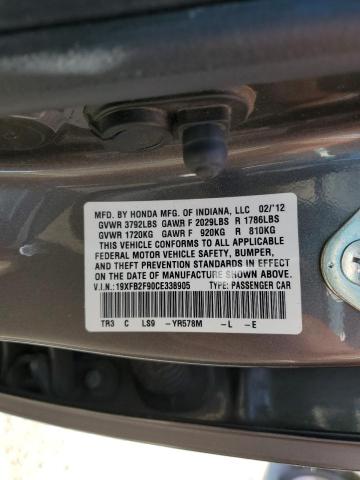 MFD. BY HONDA MFG. OF INDIANA, LLC 02/'12
GVWR 3792LBS GAWR F 2029LBS R 1786LBS
GVWR 1720KG GAWR F 920KG R 810KG
THIS VEHICLE CONFORMS TO ALL APPLICABLE
FEDERAL MOTOR VEHICLE SAFETY, BUMPER,
AND THEFT PREVENTION STANDARDS IN EFFECT
ON THE DATE OF MANUFACTURE SHOWN ABOVE.
V.I.N.: 19XFB2F90CE338905 TYPE: PASSENGER CAR
TR3 C LS9 -YR578M -L -E